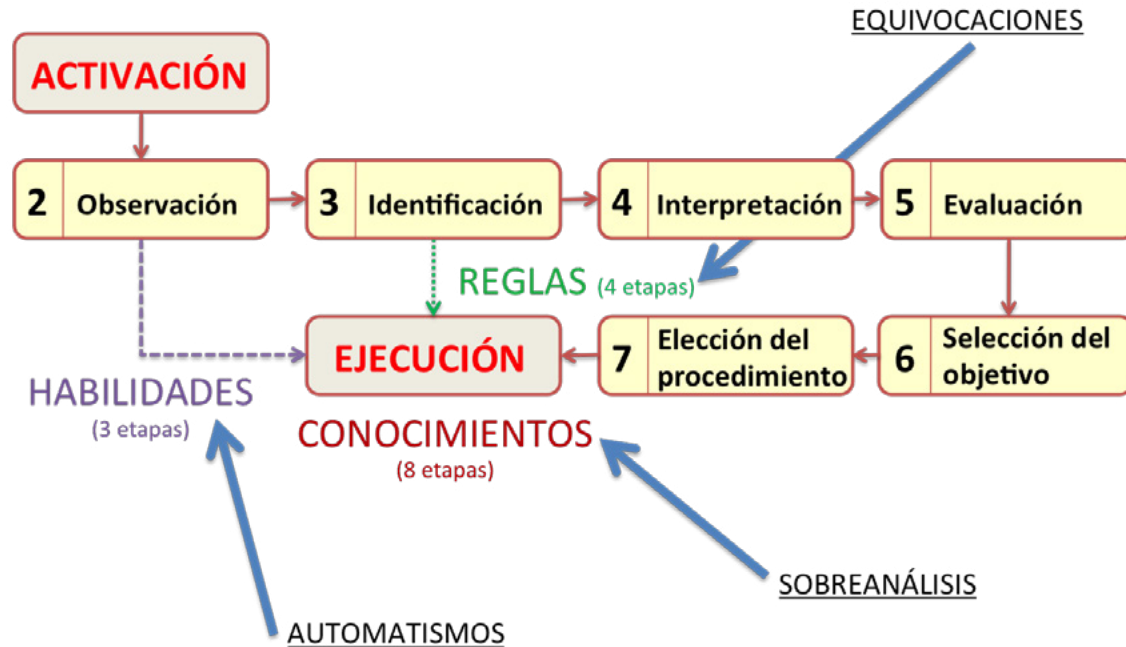 EQUIVOCACIONES
ACTIVACIÓN
2 Observación
3 Identificación
4 Interpretación
5 Evaluación
REGLAS (4 etapas)
EJECUCIÓN
7 Elección del
procedimiento
6 Selección del
objetivo
HABILIDADES
(3 etapas)
CONOCIMIENTOS
(8 etapas)
SOBREANÁLISIS
AUTOMATISMOS